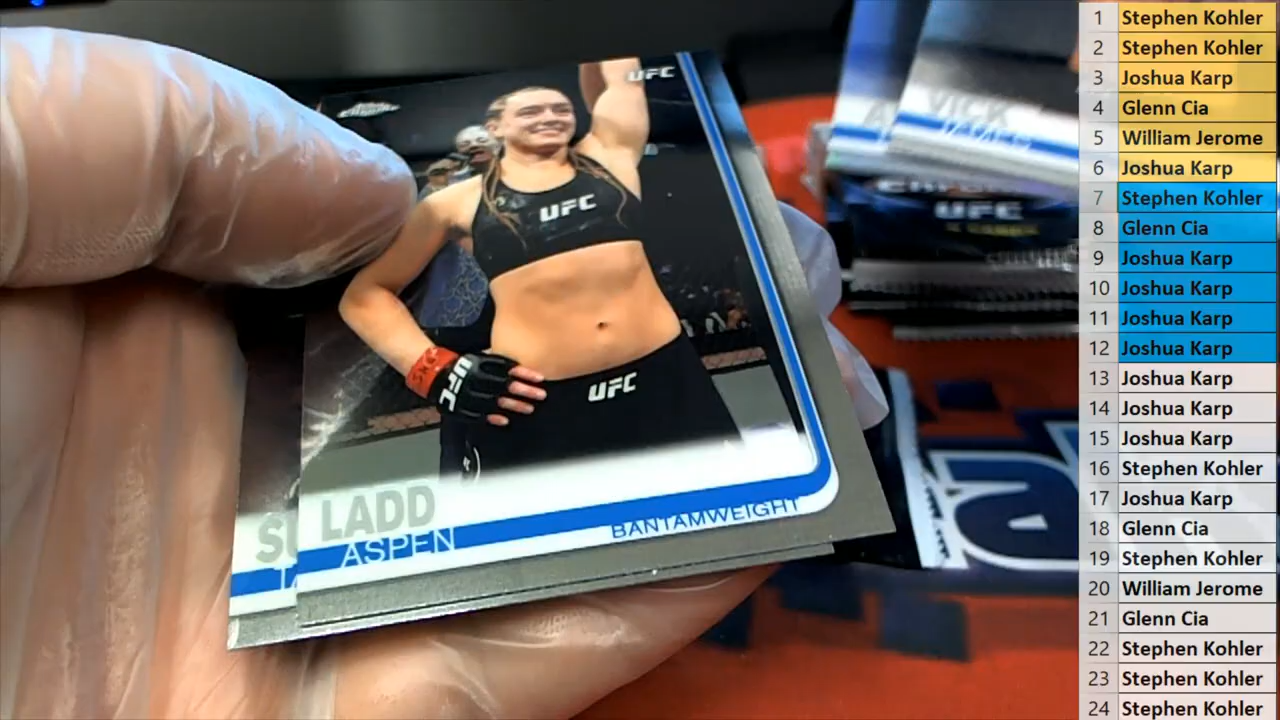 UFC
UFC
UFC
UFC
LADD
ASPEN
BANTAMWEIGHT
VICK
JAMES
UFC
1 Stephen Kohler
2 Stephen Kohler
3 Joshua Karp
4 Glenn Cia
5 William Jerome
6 Joshua Karp
7 Stephen Kohler
8 Glenn Cia
9 Joshua Karp
10 Joshua Karp
11 Joshua Karp
12 Joshua Karp
13 Joshua Karp
14 Joshua Karp
15 Joshua Karp
16 Stephen Kohler
17 Joshua Karp
18 Glenn Cia
19 Stephen Kohler
20 William Jerome
21 Glenn Cia
22 Stephen Kohler
23 Stephen Kohler
24 Stephen Kohler